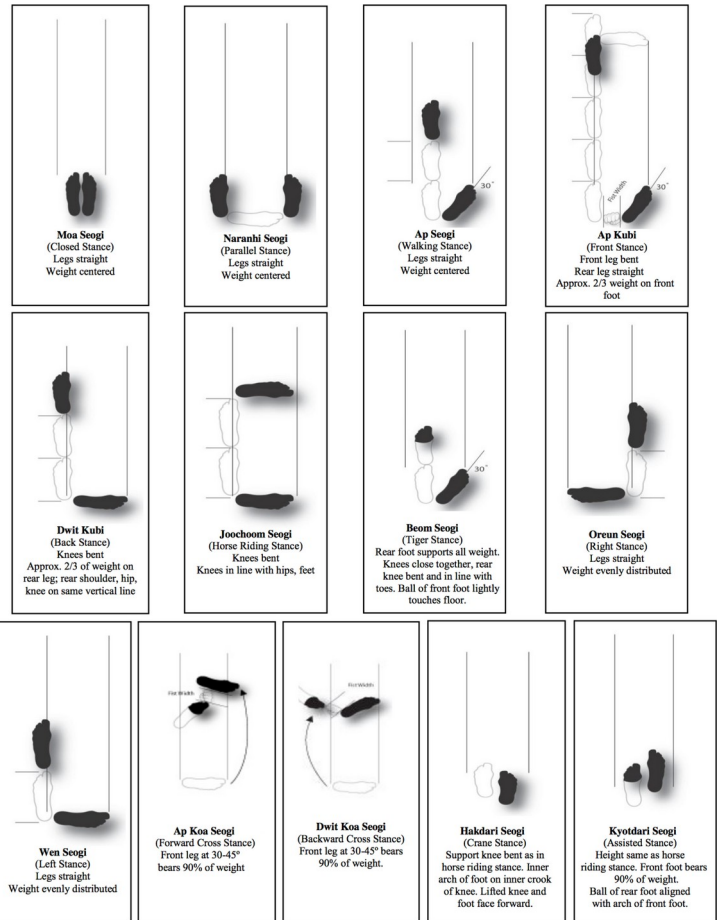 Moa Seogi
(Closed Stance)
Legs straight
Weight centered
Naranhi Seogi
(Parallel Stance)
Legs straight
Weight centered
30°
Ap Seogi
(Walking Stance)
Legs straight
Weight centered
Fist Width
30°
Ap Kubi
(Front Stance)
Front leg bent
Rear leg straight
Approx. 2/3 weight on front
foot
Dwit Kubi
(Back Stance)
Knees bent
Approx. 2/3 of weight on
rear leg; rear shoulder, hip,
knee on same vertical line
Joochoom Seogi
(Horse Riding Stance)
Knees bent
Knees in line with hips, feet
30°
Beom Seogi
(Tiger Stance)
Rear foot supports all weight.
Knees close together, rear
knee bent and in line with
toes. Ball of front foot lightly
touches floor.
Oreun Seogi
(Right Stance)
Legs straight
Weight evenly distributed
Wen Seogi
(Left Stance)
Legs straight
Weight evenly distributed
Fist Width
Ap Koa Seogi
(Forward Cross Stance)
Front leg at 30-45º
bears 90% of weight
Fist Width
Dwit Koa Seogi
(Backward Cross Stance)
Front leg at 30-45º bears
90% of weight.
Hakdari Seogi
(Crane Stance)
Support knee bent as in
horse riding stance. Inner
arch of foot on inner crook
of knee. Lifted knee and
foot face forward.
Kyotdari Seogi
(Assisted Stance)
Height same as horse
riding stance. Front foot bears
90% of weight.
Ball of rear foot aligned
with arch of front foot.